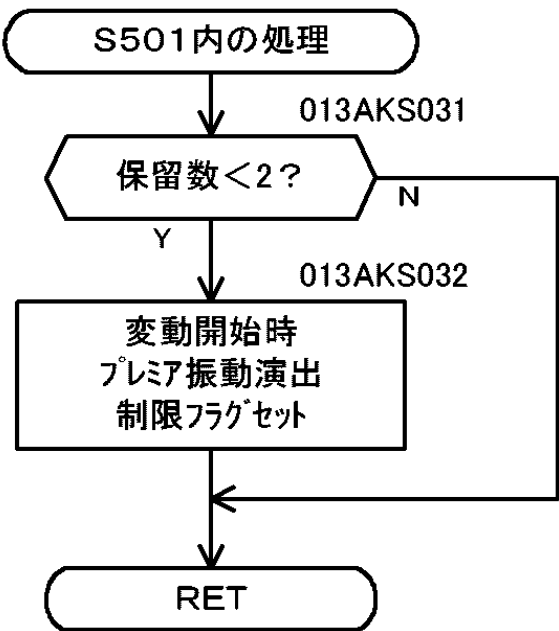 S501内の処理
013AKS031
保留数<2?
N
Y
013AKS032
変動開始時
プレミア振動演出
制限フラグセット
RET